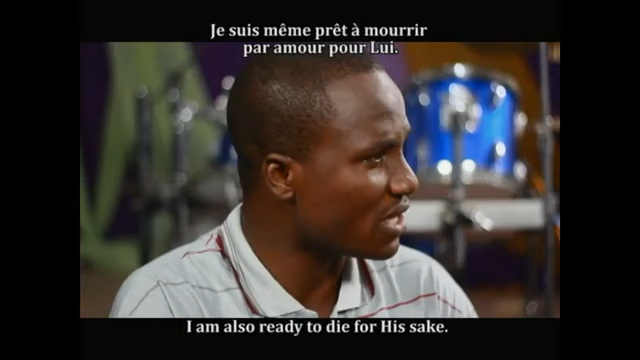 Je suis même prêt à mourrir
par amour pour Lui.
I am also ready to die for His sake.